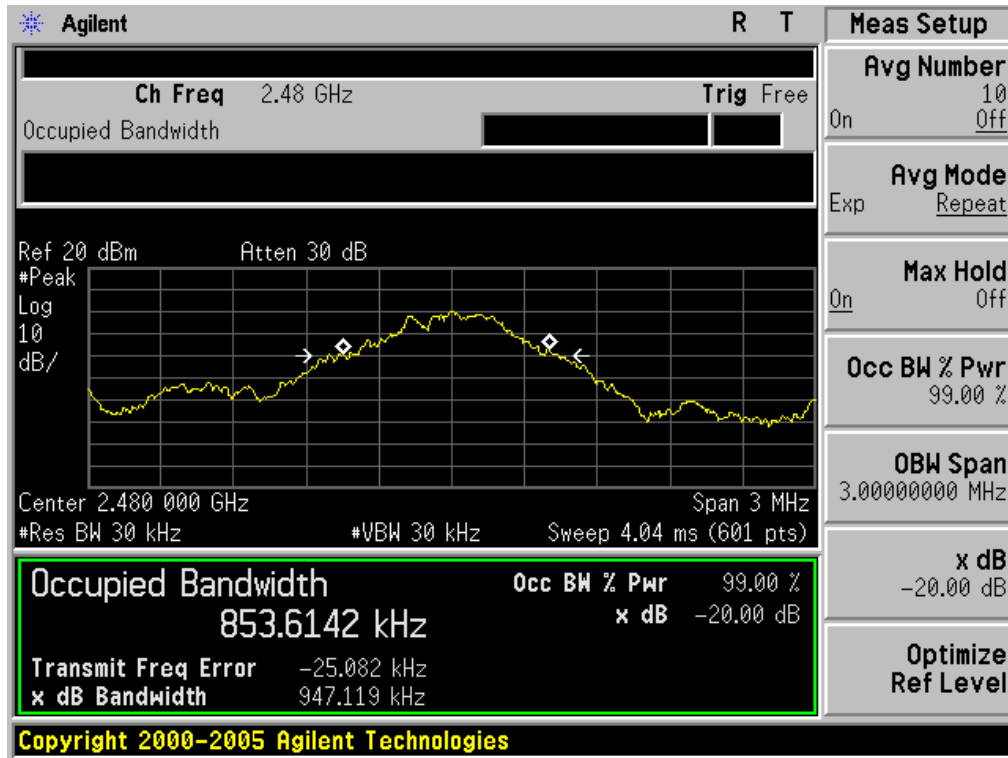 Agilent R T
Ch Freq 2.48 GHz Trig Free
Occupied Bandwidth
Ref 20 dBm Atten 30 dB
#Peak
Log
10
dB/
Center 2.480 000 GHz Span 3 MHz
#Res BW 30 kHz #VBW 30 kHz Sweep 4.04 ms (601 pts)
Occupied Bandwidth
853.6142 kHz
Occ BW % Pwr 99.00 %
x dB -20.00 dB
Transmit Freq Error -25.082 kHz
x dB Bandwidth 947.119 kHz
Copyright 2000-2005 Agilent Technologies
Meas Setup
Avg Number
10
On Off
Avg Mode
Exp Repeat
Max Hold
On Off
Occ BW % Pwr
99.00 %
OBW Span
3.00000000 MHz
x dB
-20.00 dB
Optimize
Ref Level